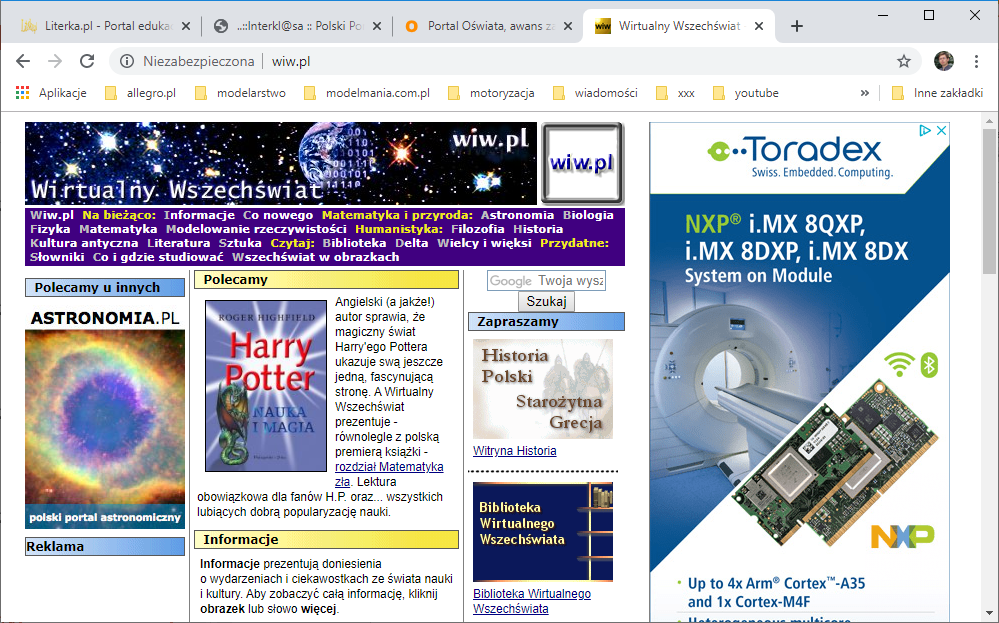 Literka.pl - Portal eduka
..::Interkl@sa :: Polski Po
Portal Oświata, awans za
Wirtualny Wszechświat
Niezabezpieczona | wiw.pl
Aplikacje allegro.pl modelarstwo modelmania.com.pl motoryzacja wiadomości xxx youtube » Inne zakładki
wiw.pl
Wirtualny Wszechświat
wiw.pl
Wiw.pl Na bieżąco: Informacje Co nowego Matematyka i przyroda: Astronomia Biologia
Fizyka Matematyka Modelowanie rzeczywistości Humanistyka: Filozofia Historia
Kultura antyczna Literatura Sztuka Czytaj: Biblioteka Delta Wielcy i więksi Przydatne:
Słowniki Co i gdzie studiować Wszechświat w obrazkach
Polecamy u innych
ASTRONOMIA.PL
polski portal astronomiczny
Reklama
Polecamy
ROGER HIGHFIELD
Harry
Potter
NAUKA
I MAGIA
Angielski (a jakże!)
autor sprawia, że
magiczny świat
Harry'ego Pottera
ukazuje swą jeszcze
jedną, fascynującą
stronę. A Wirtualny
Wszechświat
prezentuje -
równolegle z polską
premierą książki -
rozdział Matematyka
zła. Lektura
obowiązkowa dla fanów H.P. oraz... wszystkich
lubiących dobrą popularyzację nauki.
Informacje
Informacje prezentują doniesienia
o wydarzeniach i ciekawostkach ze świata nauki
i kultury. Aby zobaczyć całą informację, kliknij
obrazek lub słowo więcej.
Google Twoja wysz
Szukaj
Zapraszamy
Historia
Polski
Starożytna
Grecja
Witryna Historia
Biblioteka
Wirtualnego
Wszechświata
Biblioteka Wirtualnego
Wszechświata
Toradex
Swiss. Embedded. Computing.
NXP® i.MX 8QXP,
i.MX 8DXP, i.MX 8DX
System on Module
NXP
• Up to 4x Arm® Cortex™-A35
and 1x Cortex-M4F
• Heterogeneous multicore